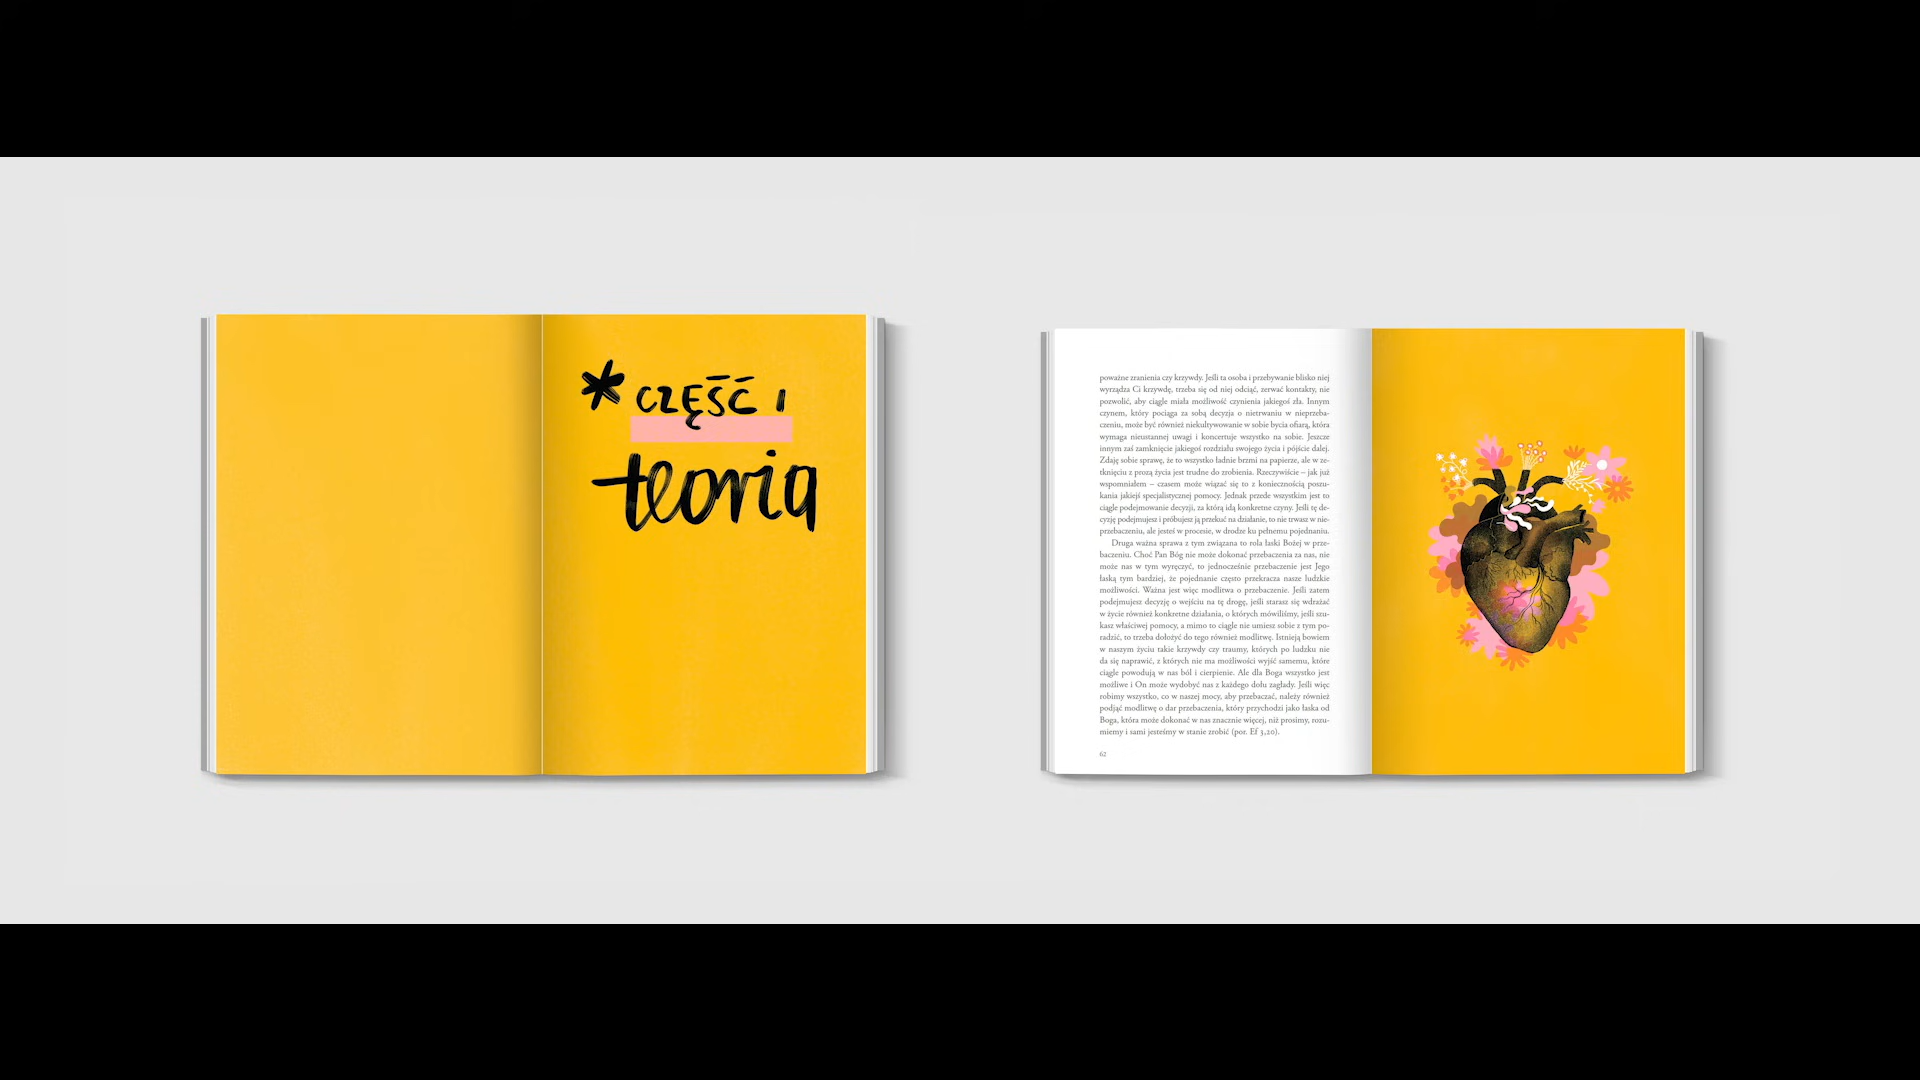 * CZĘŚĆ I
teoria
poważne zranienia czy krzywdy. Jeśli ta osoba i przebywanie blisko niej
wyrządza Ci krzywdę, trzeba się od niej odciąć, zerwać kontakty, nie
pozwolić, aby ciągle miała możliwość czynienia jakiegoś zła. Innym
czynem, który pociąga za sobą decyzja o nietrwaniu w nieprzeba-
czeniu, może być również niekultywowanie w sobie bycia ofiarą, która
wymaga nieustannej uwagi i koncertuje wszystko na sobie. Jeszcze
innym zaś zamknięcie jakiegoś rozdziału swojego życia i pójście dalej.
Zdaję sobie sprawę, że to wszystko ładnie brzmi na papierze, ale w ze-
tknięciu z prozą życia jest trudne do zrobienia. Rzeczywiście – jak już
wspomniałem – czasem może wiązać się to z koniecznością poszu-
kania jakiejś specjalistycznej pomocy. Jednak przede wszystkim jest to
ciągle podejmowanie decyzji, za którą idą konkretne czyny. Jeśli tę de-
cyzję podejmujesz i próbujesz ją przekuć na działanie, to nie trwasz w nie-
przebaczeniu, ale jesteś w procesie, w drodze ku pełnemu pojednaniu.
Druga ważna sprawa z tym związana to rola łaski Bożej w prze-
baczeniu. Choć Pan Bóg nie może dokonać przebaczenia za nas, nie
może nas w tym wyręczyć, to jednocześnie przebaczenie jest Jego
łaską tym bardziej, że pojednanie często przekracza nasze ludzkie
możliwości. Ważna jest więc modlitwa o przebaczenie. Jeśli zatem
podejmujesz decyzję o wejściu na tę drogę, jeśli starasz się wdrażać
w życie również konkretne działania, o których mówiliśmy, jeśli szu-
kasz właściwej pomocy, a mimo to ciągle nie umiesz sobie z tym po-
radzić, to trzeba dołożyć do tego również modlitwę. Istnieją bowiem
w naszym życiu takie krzywdy czy traumy, których po ludzku nie
da się naprawić, z których nie ma możliwości wyjść samemu, które
ciągle powodują w nas ból i cierpienie. Ale dla Boga wszystko jest
możliwe i On może wydobyć nas z każdego dołu zagłady. Jeśli więc
robimy wszystko, co w naszej mocy, aby przebaczać, należy również
podjąć modlitwę o dar przebaczenia, który przychodzi jako łaska od
Boga, która może dokonać w nas znacznie więcej, niż prosimy, rozu-
miemy i sami jesteśmy w stanie zrobić (por. Ef 3,20).
62